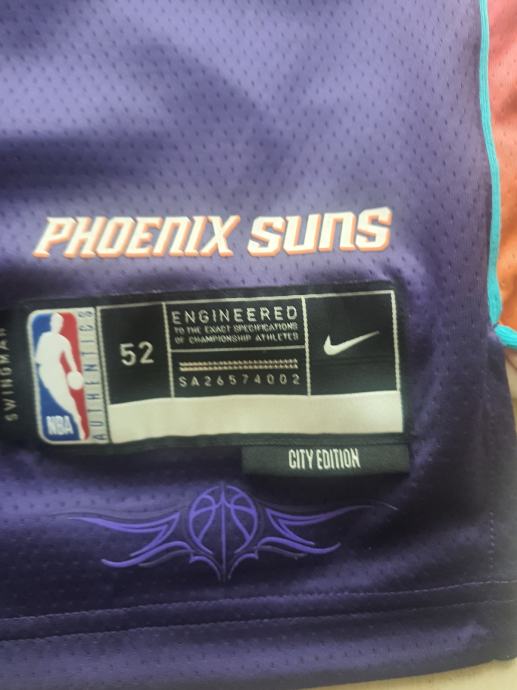 PHOENIX SUNS
SWINGMAN
NBA
AUTHENTICS
52
ENGINEERED
TO THE EXACT SPECIFICATIONS
OF CHAMPIONSHIP ATHLETES
SA26574002
CITY EDITION